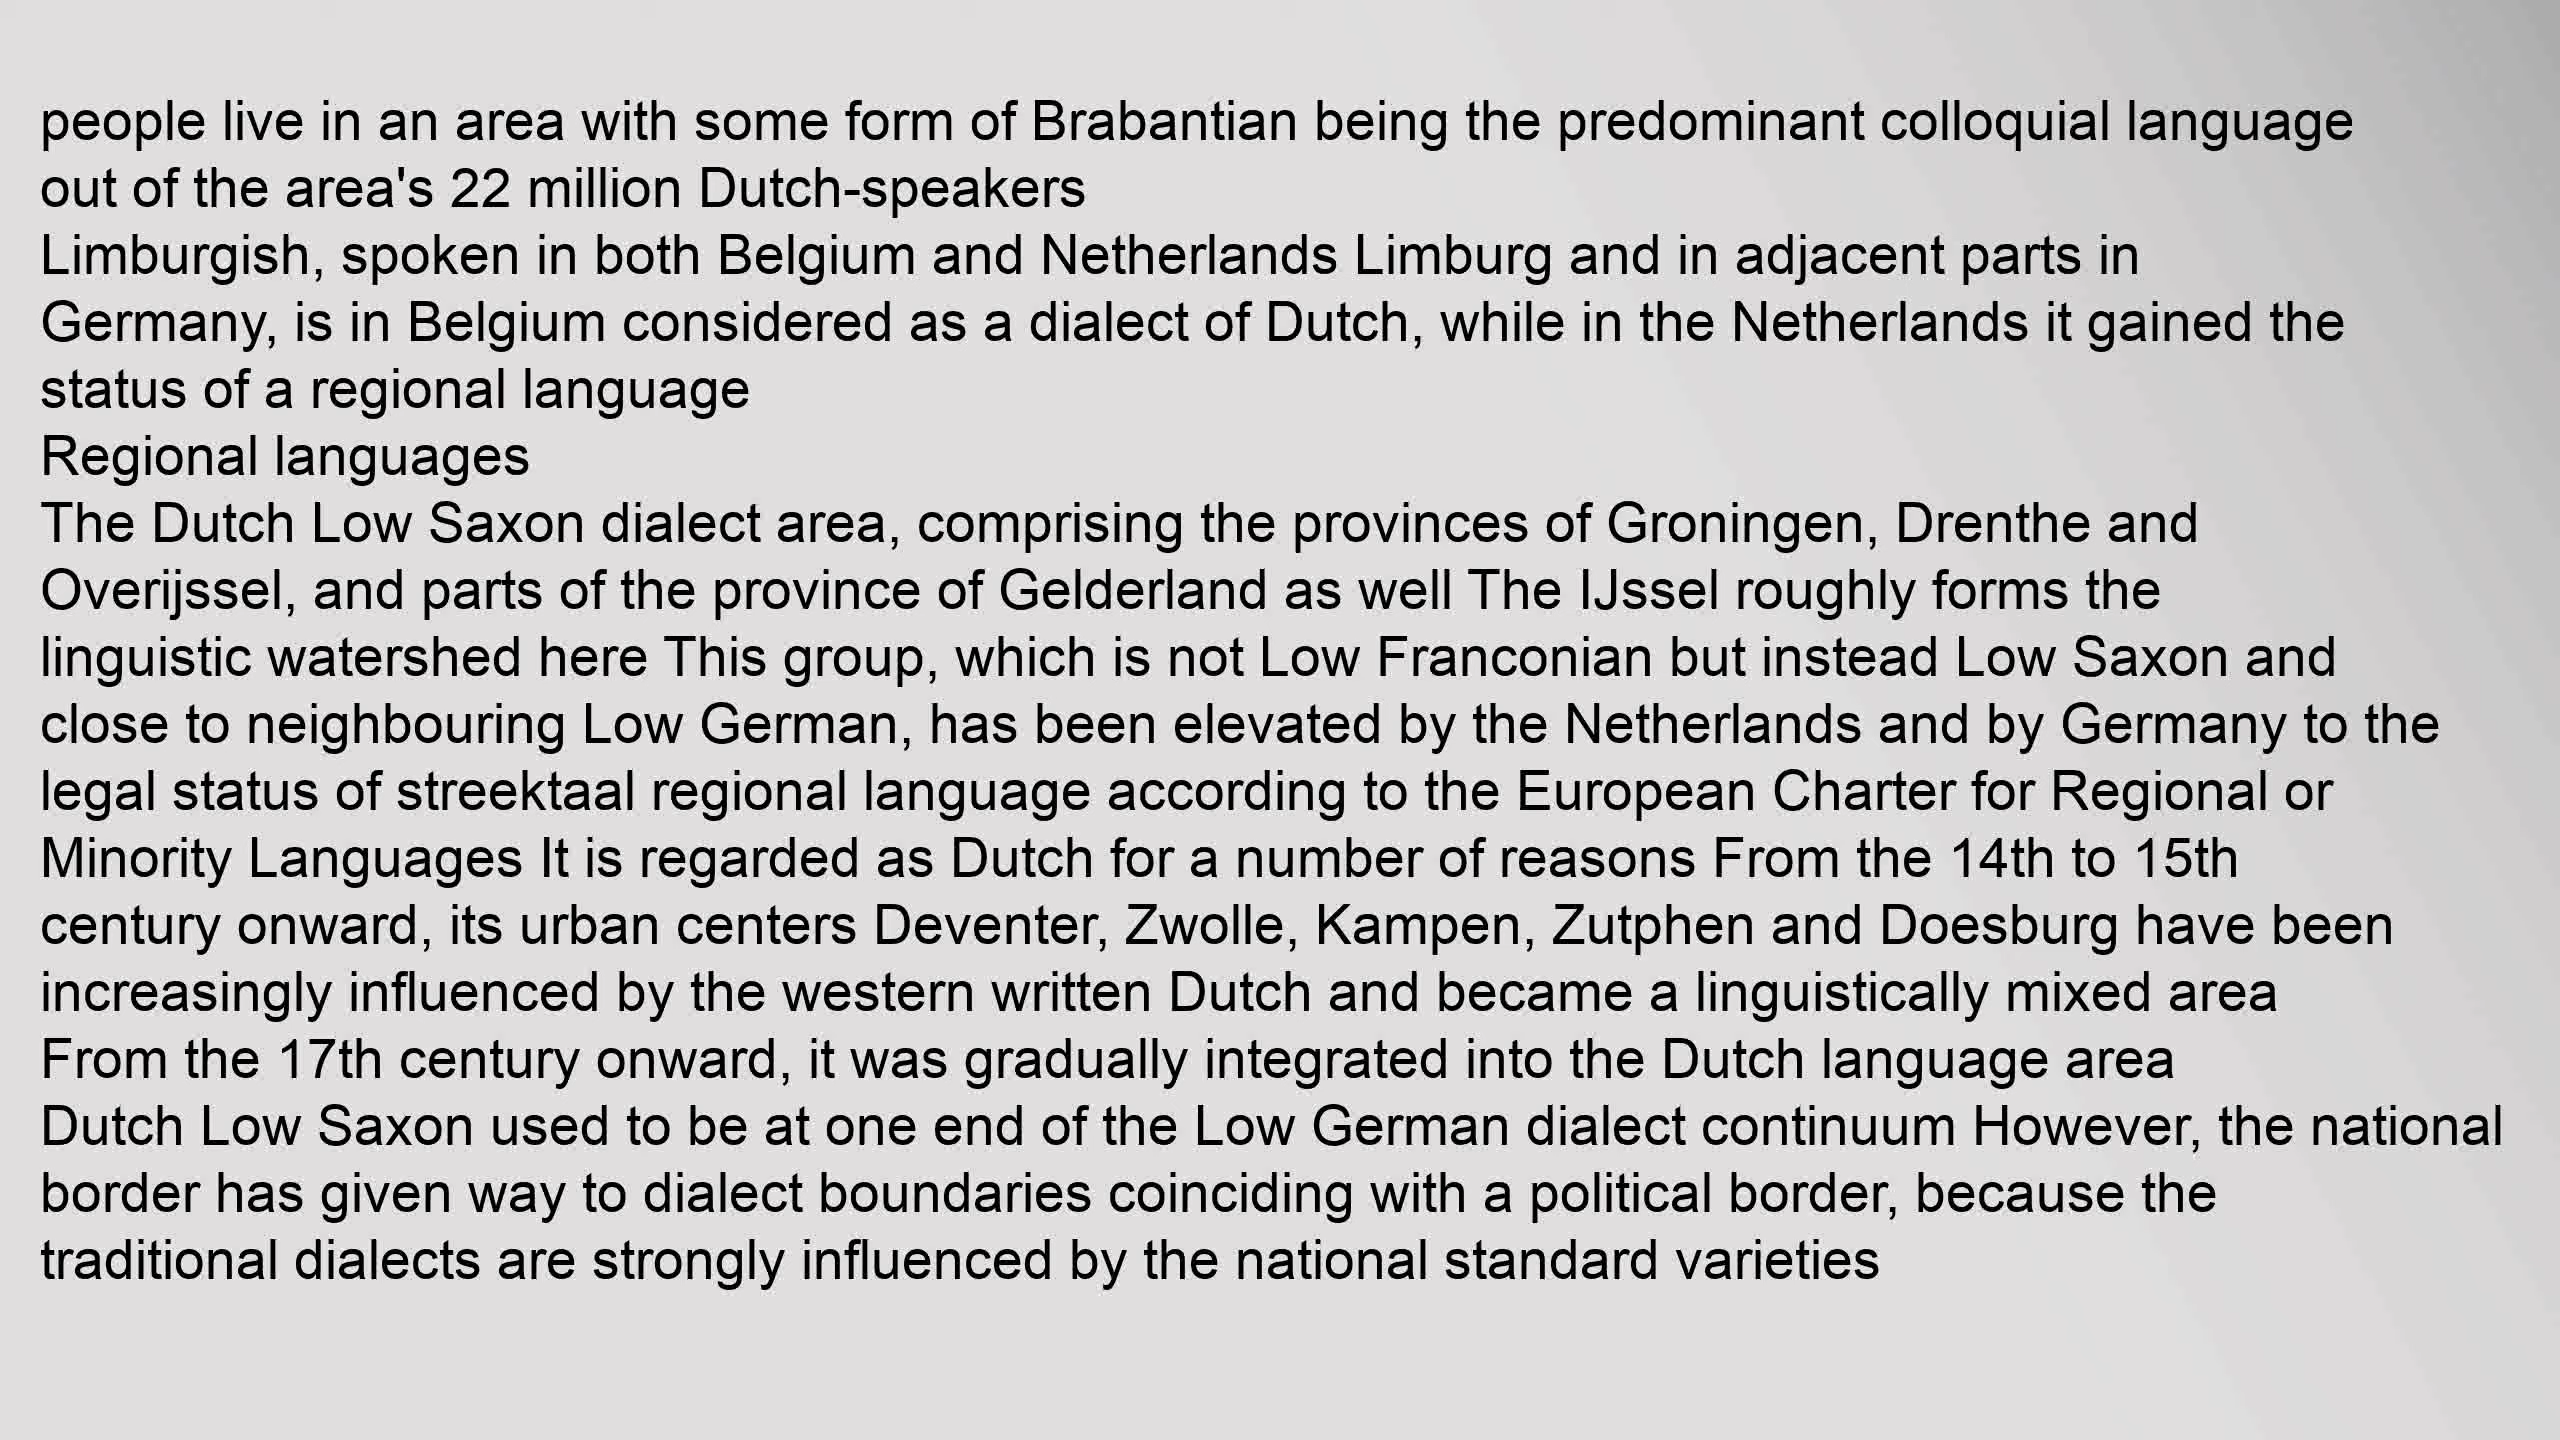 people live in an area with some form of Brabantian being the predominant colloquial language
out of the area's 22 million Dutch-speakers
Limburgish, spoken in both Belgium and Netherlands Limburg and in adjacent parts in
Germany, is in Belgium considered as a dialect of Dutch, while in the Netherlands it gained the
status of a regional language
Regional languages
The Dutch Low Saxon dialect area, comprising the provinces of Groningen, Drenthe and
Overijssel, and parts of the province of Gelderland as well The IJssel roughly forms the
linguistic watershed here This group, which is not Low Franconian but instead Low Saxon and
close to neighbouring Low German, has been elevated by the Netherlands and by Germany to the
legal status of streektaal regional language according to the European Charter for Regional or
Minority Languages It is regarded as Dutch for a number of reasons From the 14th to 15th
century onward, its urban centers Deventer, Zwolle, Kampen, Zutphen and Doesburg have been
increasingly influenced by the western written Dutch and became a linguistically mixed area
From the 17th century onward, it was gradually integrated into the Dutch language area
Dutch Low Saxon used to be at one end of the Low German dialect continuum However, the national
border has given way to dialect boundaries coinciding with a political border, because the
traditional dialects are strongly influenced by the national standard varieties